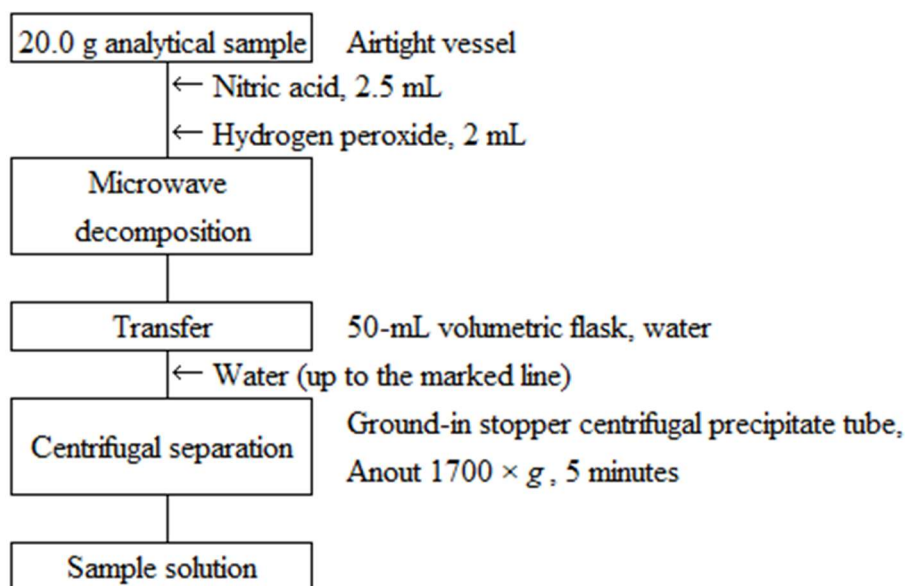 20.0 g analytical sample Airtight vessel
← Nitric acid, 2.5 mL
← Hydrogen peroxide, 2 mL
Microwave
decomposition
Transfer 50-mL volumetric flask, water
← Water (up to the marked line)
Centrifugal separation
Ground-in stopper centrifugal precipitate tube,
Anout 1700 × g , 5 minutes
Sample solution